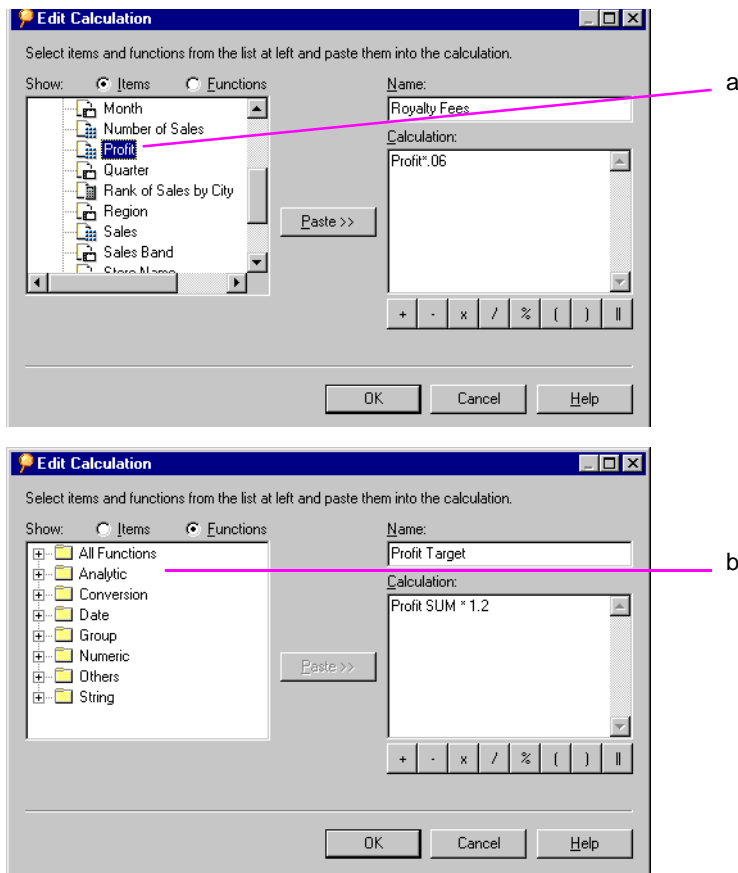 Edit Calculation
Select items and functions from the list at left and paste them into the calculation.
Show: Items Functions
Name:
Royalty Fees
Month
Number of Sales
Profit
Quarter
Rank of Sales by City
Region
Sales
Sales Band
Store Name
Paste >>
Calculation:
Profit*.06
+ - x / % ( ) ||
OK Cancel Help
a
Edit Calculation
Select items and functions from the list at left and paste them into the calculation.
Show: Items Functions
Name:
Profit Target
All Functions
Analytic
Conversion
Date
Group
Numeric
Others
String
Paste >>
Calculation:
Profit SUM * 1.2
+ - x / % ( ) ||
OK Cancel Help
b